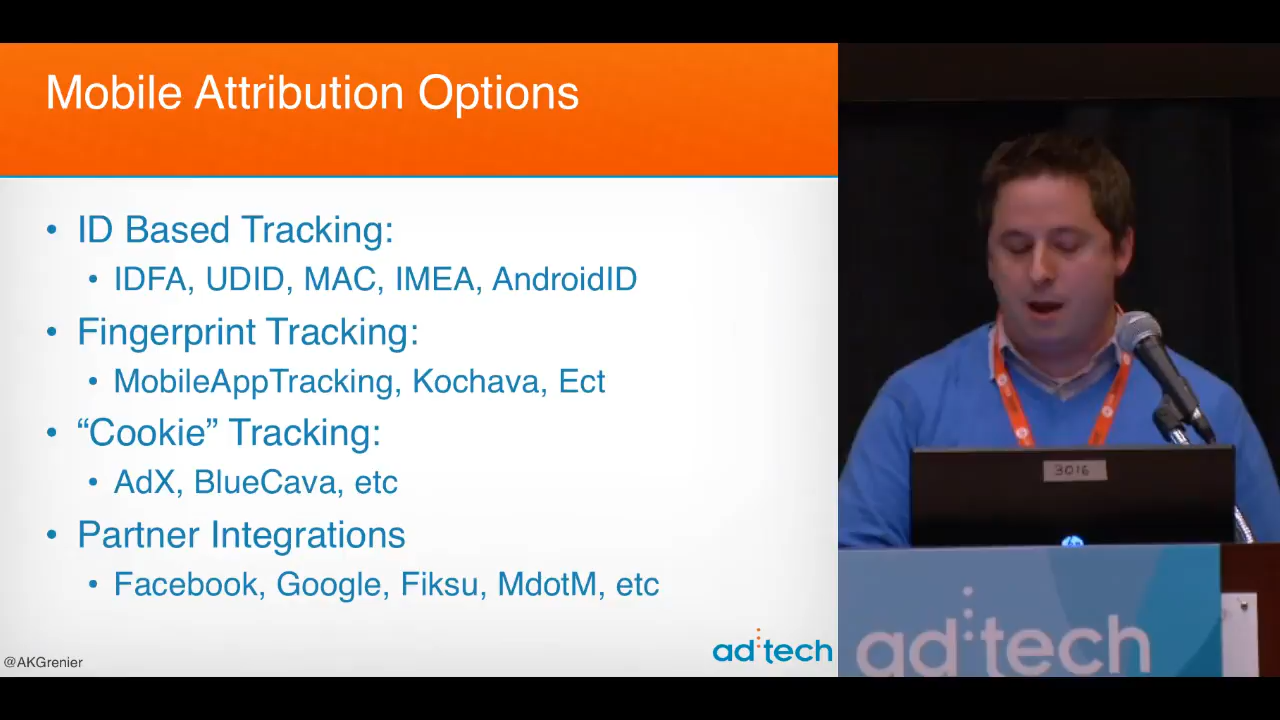 Mobile Attribution Options
• ID Based Tracking:
• IDFA, UDID, MAC, IMEA, AndroidID
• Fingerprint Tracking:
• MobileAppTracking, Kochava, Ect
• “Cookie” Tracking:
• AdX, BlueCava, etc
• Partner Integrations
• Facebook, Google, Fiksu, MdotM, etc
@AKGrenier
ad:tech
3016
ad:tech